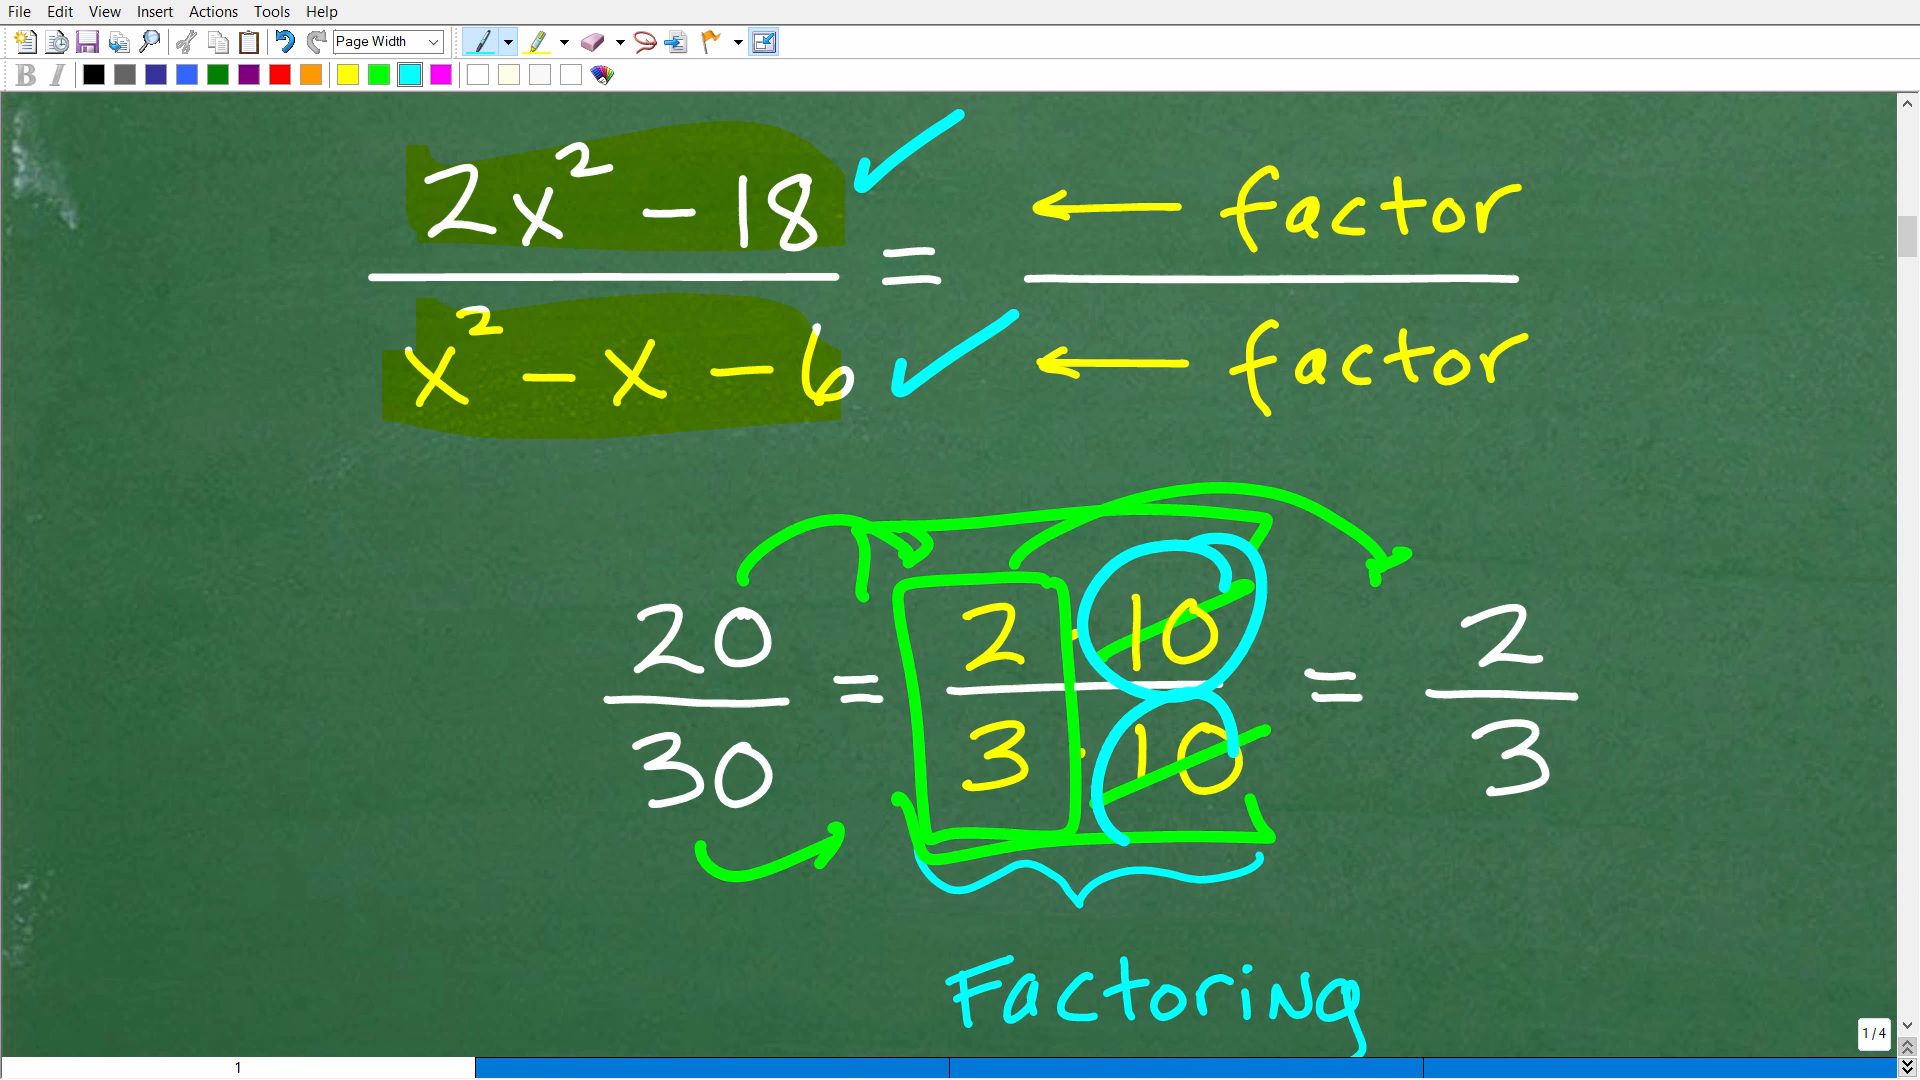 File Edit View Insert Actions Tools Help
Page Width
B I
2x² - 18 = ← factor
x² - x - 6 ← factor
20 = 2 · 10 = 2
30 3 · 10 3
Factoring
1 / 4
1